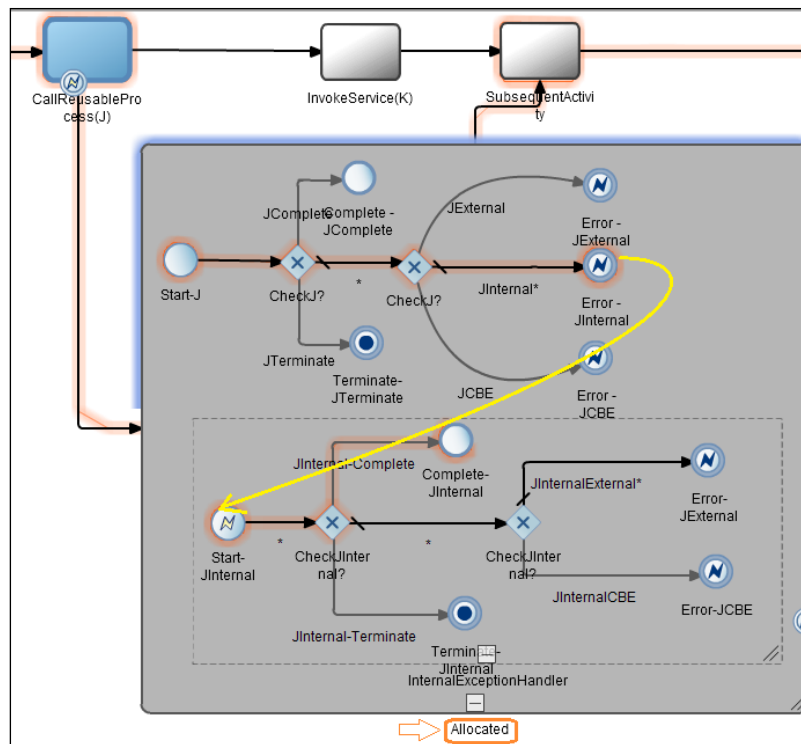 CallReusablePro
cess(J)
InvokeService(K)
SubsequentActivi
ty
JComplete
Complete -
JComplete
JExternal
Error -
JExternal
Start-J
CheckJ?
*
CheckJ?
JInternal*
Error -
JInternal
JTerminate
Terminate-
JTerminate
JCBE
Error -
JCBE
JInternal-Complete
Complete-
JInternal
JInternalExternal*
Error-
JExternal
Start-
JInternal
*
CheckJInter
nal?
*
CheckJInter
nal?
JInternalCBE
Error-JCBE
JInternal-Terminate
Terminate-
JInternal
InternalExceptionHandler
Allocated